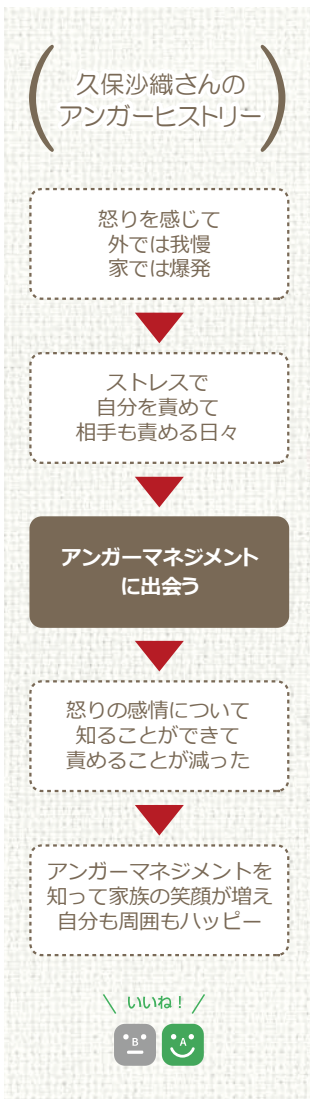 久保沙織さんの
アンガーヒストリー
怒りを感じて
外では我慢
家では爆発
ストレスで
自分を責めて
相手も責める日々
アンガーマネジメント
に出会う
怒りの感情について
知ることができて
責めることが減った
アンガーマネジメントを
知って家族の笑顔が増え
自分も周囲もハッピー
いいね！
B A